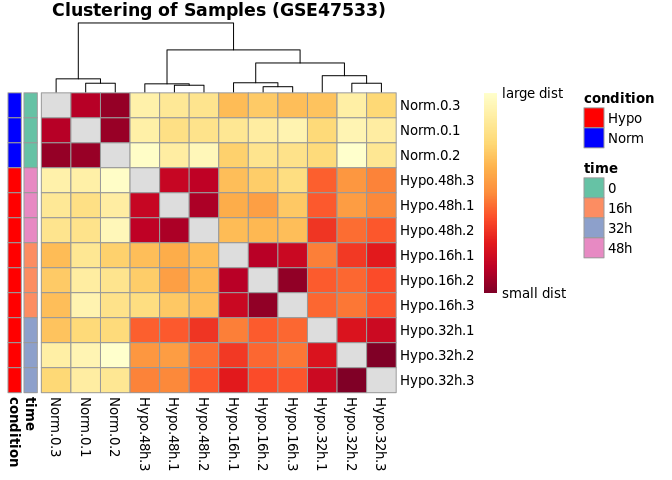 Clustering of Samples (GSE47533)
large dist
small dist
condition
Hypo
Norm
time
0
16h
32h
48h
Norm.0.3
Norm.0.1
Norm.0.2
Hypo.48h.3
Hypo.48h.1
Hypo.48h.2
Hypo.16h.1
Hypo.16h.2
Hypo.16h.3
Hypo.32h.1
Hypo.32h.2
Hypo.32h.3
condition
time
Norm.0.3
Norm.0.1
Norm.0.2
Hypo.48h.3
Hypo.48h.1
Hypo.48h.2
Hypo.16h.1
Hypo.16h.2
Hypo.16h.3
Hypo.32h.1
Hypo.32h.2
Hypo.32h.3